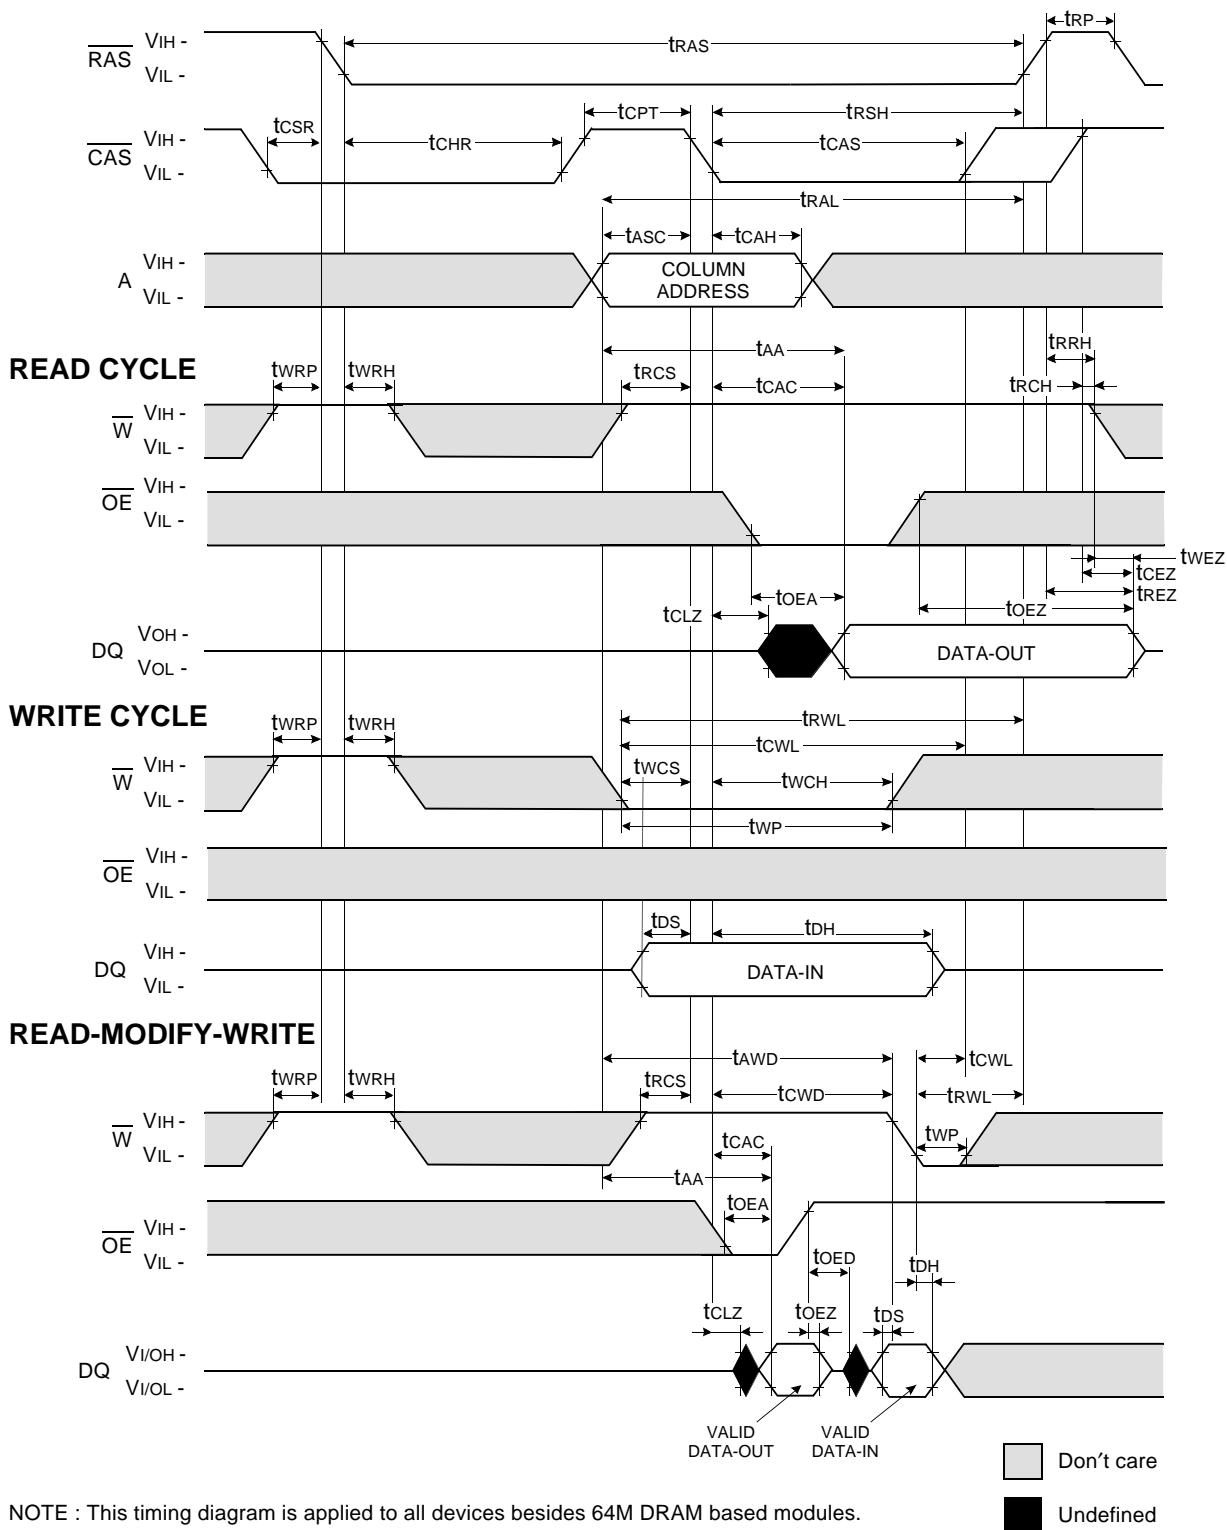 tRP
VIH -
RAS
tRAS
VIL -
tCSR
tCPT
tRSH
VIH -
CAS
tCHR
tCAS
VIL -
tRAL
tASC
tCAH
VIH -
A
COLUMN
ADDRESS
VIL -
READ CYCLE
tAA
tRRH
tWRP
tWRH
tRCS
tCAC
tRCH
VIH -
W
VIL -
VIH -
OE
VIL -
tWEZ
tCEZ
tREZ
tOEA
tOEZ
tCLZ
VOH -
DQ
DATA-OUT
VOL -
WRITE CYCLE
tWRP
tWRH
tRWL
tCWL
VIH -
W
tWCS
tWCH
VIL -
tWP
VIH -
OE
VIL -
tDS
tDH
VIH -
DQ
DATA-IN
VIL -
READ-MODIFY-WRITE
tAWD
tCWL
tWRP
tWRH
tRCS
tCWD
tRWL
VIH -
W
tWP
VIL -
tCAC
tAA
tOEA
VIH -
OE
VIL -
tOED
tDH
tCLZ
tOEZ
tDS
VI/OH -
DQ
VI/OL -
VALID
DATA-OUT
VALID
DATA-IN
Don′t care
NOTE : This timing diagram is applied to all devices besides 64M DRAM based modules.
Undefined